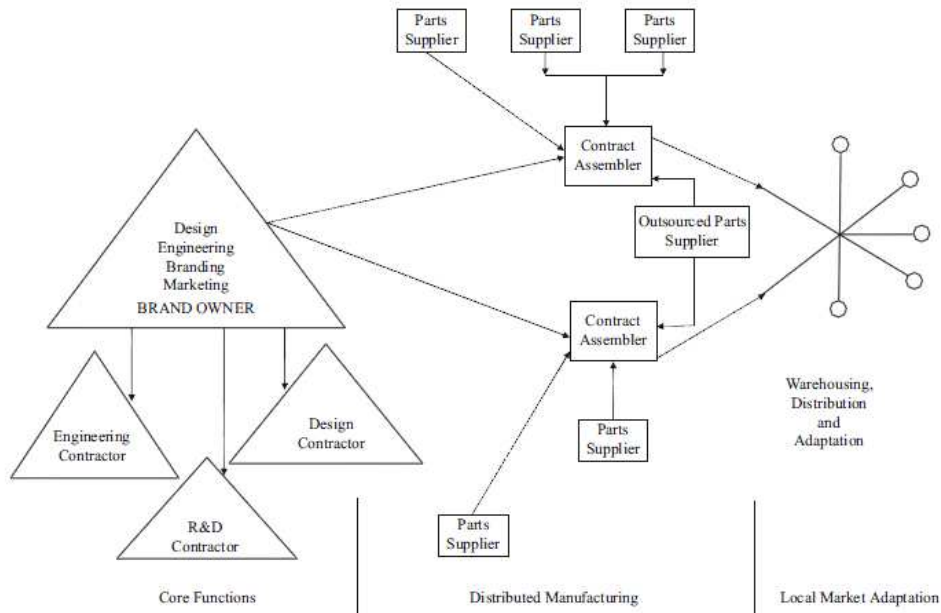 Parts
Supplier
Parts
Supplier
Parts
Supplier
Contract
Assembler
Design
Engineering
Branding
Marketing
BRAND OWNER
Outsourced Parts
Supplier
Contract
Assembler
Engineering
Contractor
Design
Contractor
R&D
Contractor
Parts
Supplier
Parts
Supplier
Warehousing,
Distribution
and
Adaptation
Core Functions
Distributed Manufacturing
Local Market Adaptation